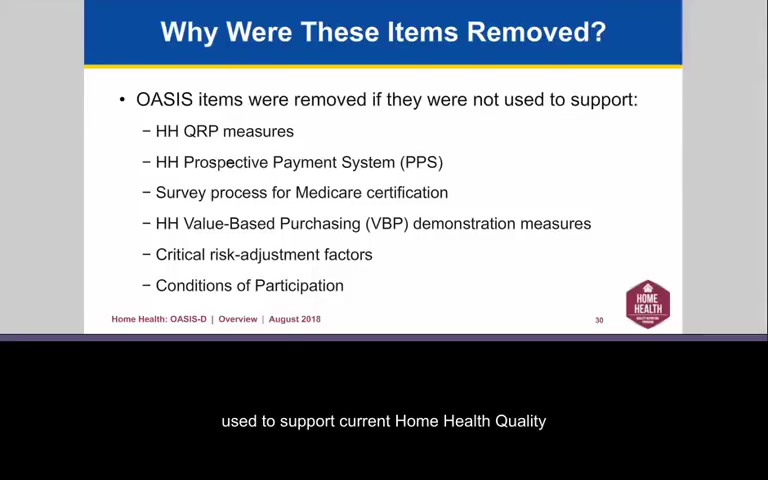 Why Were These Items Removed?
• OASIS items were removed if they were not used to support:
− HH QRP measures
− HH Prospective Payment System (PPS)
− Survey process for Medicare certification
− HH Value-Based Purchasing (VBP) demonstration measures
− Critical risk-adjustment factors
− Conditions of Participation
Home Health: OASIS-D | Overview | August 2018
30
HOME
HEALTH
used to support current Home Health Quality